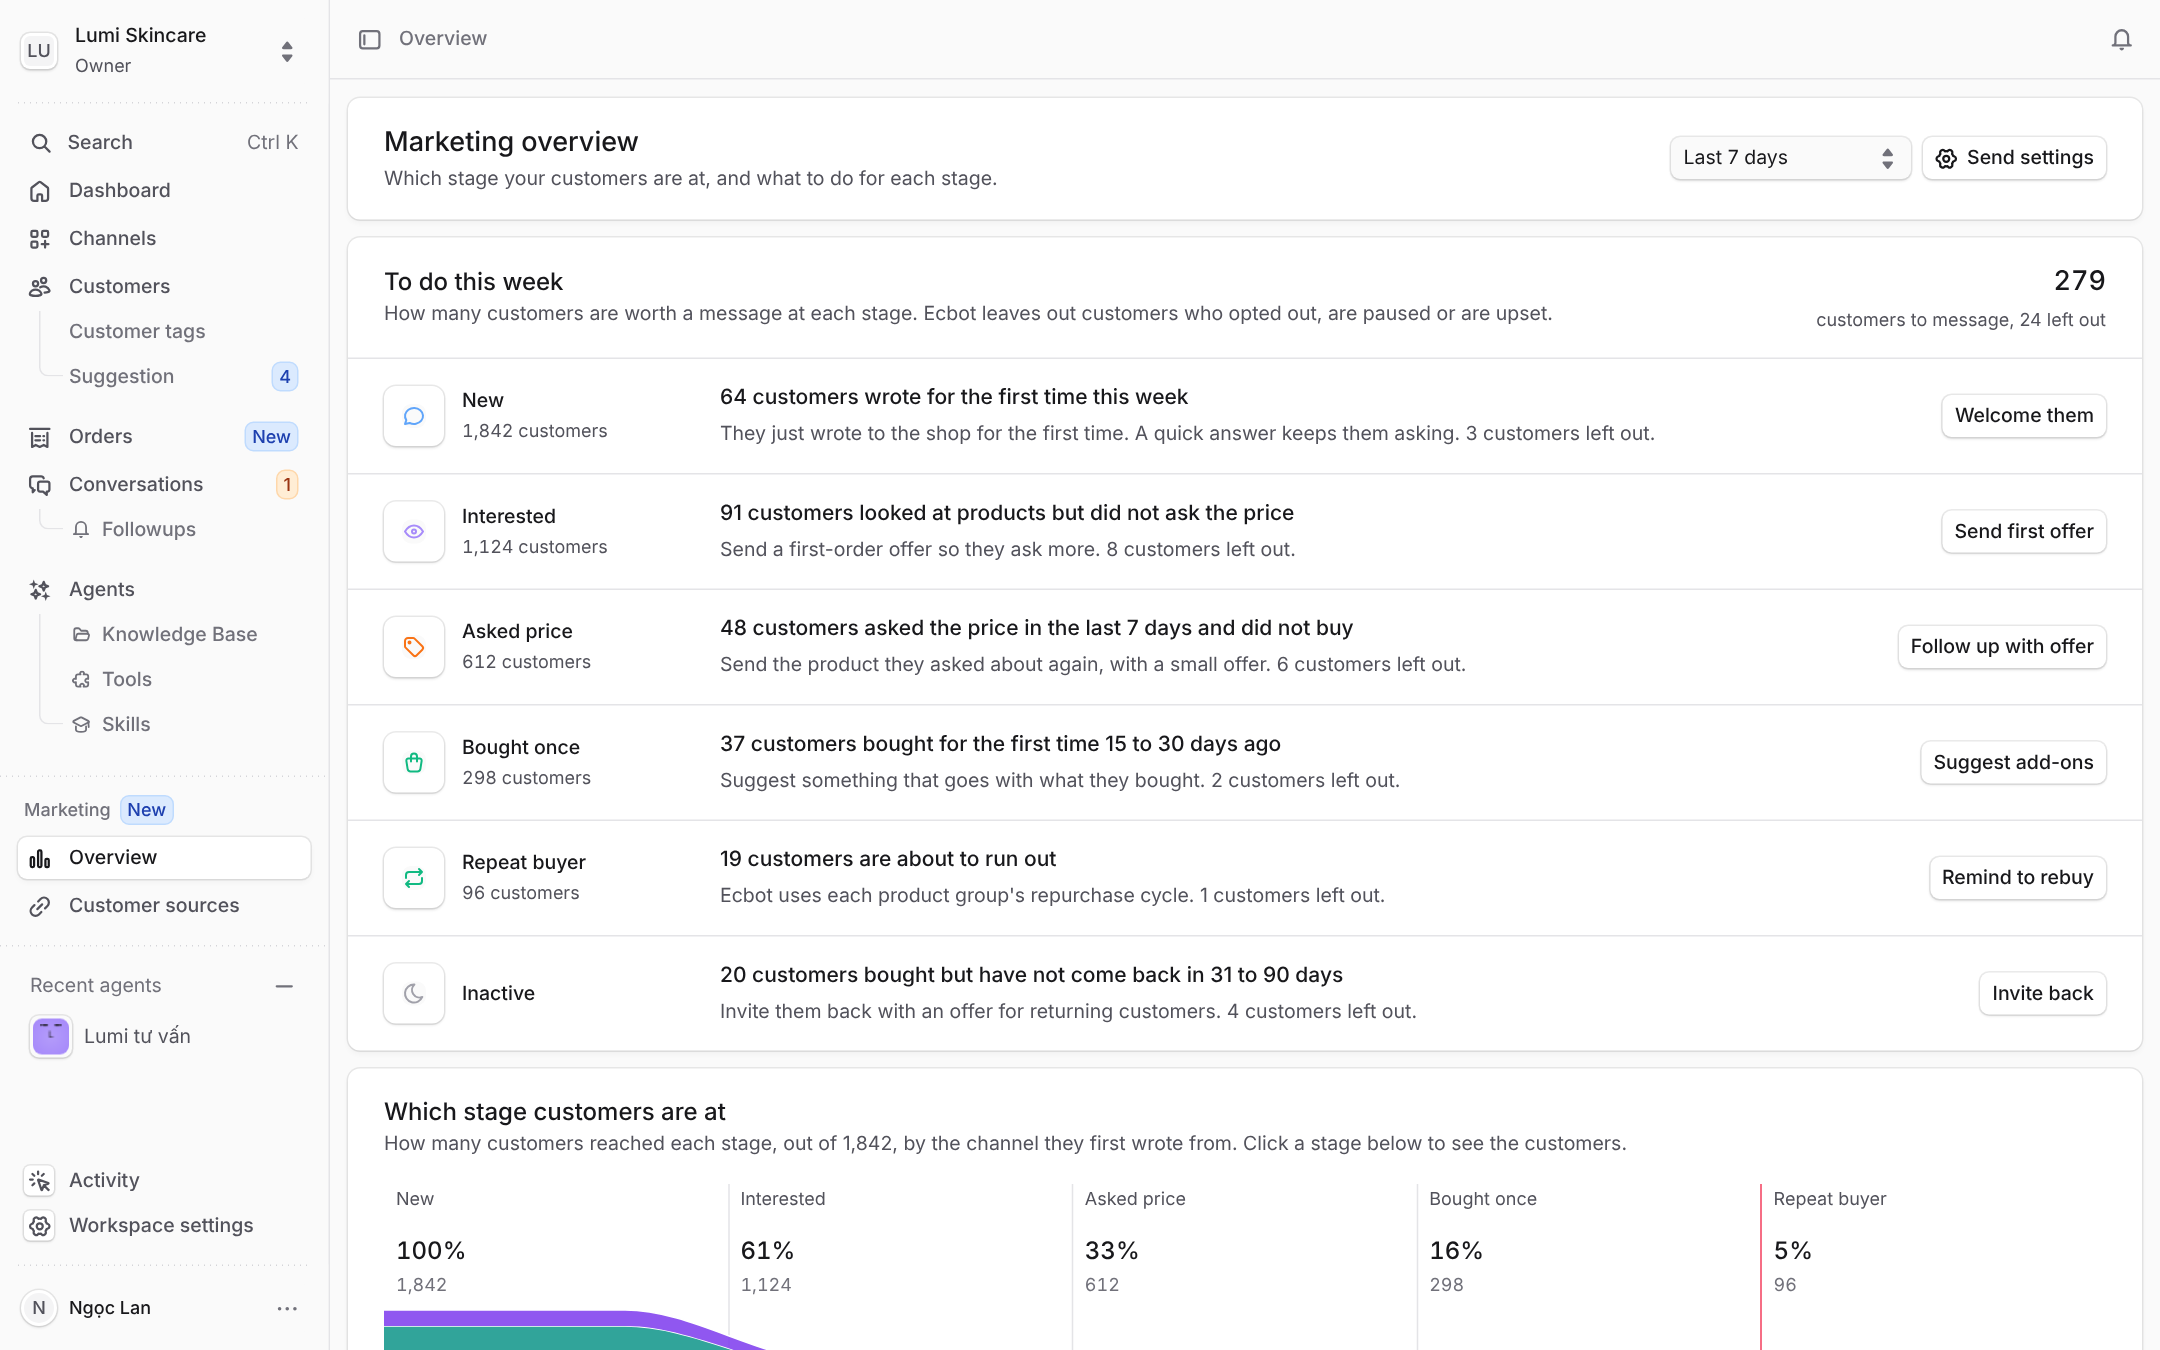 LU
Lumi Skincare
Owner
Search
Ctrl K
Dashboard
Channels
Customers
Customer tags
Suggestion
4
Orders
New
Conversations
1
Followups
Agents
Knowledge Base
Tools
Skills
Marketing
New
Overview
Customer sources
Recent agents
Lumi tư vấn
Activity
Workspace settings
N
Ngọc Lan
Overview
Marketing overview
Which stage your customers are at, and what to do for each stage.
Last 7 days
Send settings
To do this week
How many customers are worth a message at each stage. Ecbot leaves out customers who opted out, are paused or are upset.
279
customers to message, 24 left out
New
1,842 customers
64 customers wrote for the first time this week
They just wrote to the shop for the first time. A quick answer keeps them asking. 3 customers left out.
Welcome them
Interested
1,124 customers
91 customers looked at products but did not ask the price
Send a first-order offer so they ask more. 8 customers left out.
Send first offer
Asked price
612 customers
48 customers asked the price in the last 7 days and did not buy
Send the product they asked about again, with a small offer. 6 customers left out.
Follow up with offer
Bought once
298 customers
37 customers bought for the first time 15 to 30 days ago
Suggest something that goes with what they bought. 2 customers left out.
Suggest add-ons
Repeat buyer
96 customers
19 customers are about to run out
Ecbot uses each product group's repurchase cycle. 1 customers left out.
Remind to rebuy
Inactive
20 customers bought but have not come back in 31 to 90 days
Invite them back with an offer for returning customers. 4 customers left out.
Invite back
Which stage customers are at
How many customers reached each stage, out of 1,842, by the channel they first wrote from. Click a stage below to see the customers.
New
100%
1,842
Interested
61%
1,124
Asked price
33%
612
Bought once
16%
298
Repeat buyer
5%
96